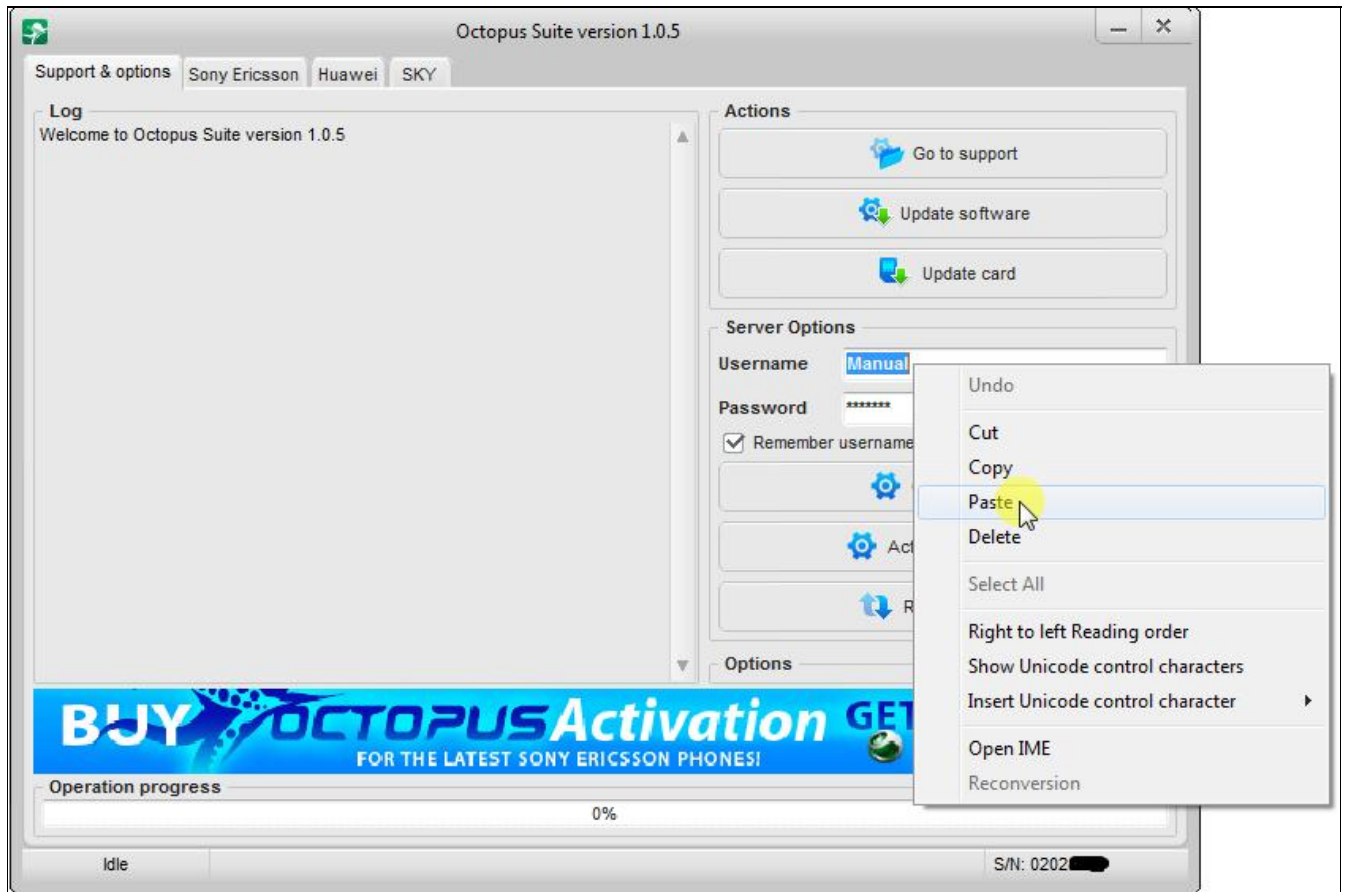 Octopus Suite version 1.0.5
Support & options Sony Ericsson Huawei SKY
Log
Welcome to Octopus Suite version 1.0.5
Actions
Go to support
Update software
Update card
Server Options
Username Manual
Password *******
Remember username
Undo
Cut
Copy
Paste
Delete
Select All
Right to left Reading order
Show Unicode control characters
Insert Unicode control character
Open IME
Reconversion
Options
BUY OCTOPUS Activation GET
FOR THE LATEST SONY ERICSSON PHONES!
Operation progress
0%
Idle S/N: 0202